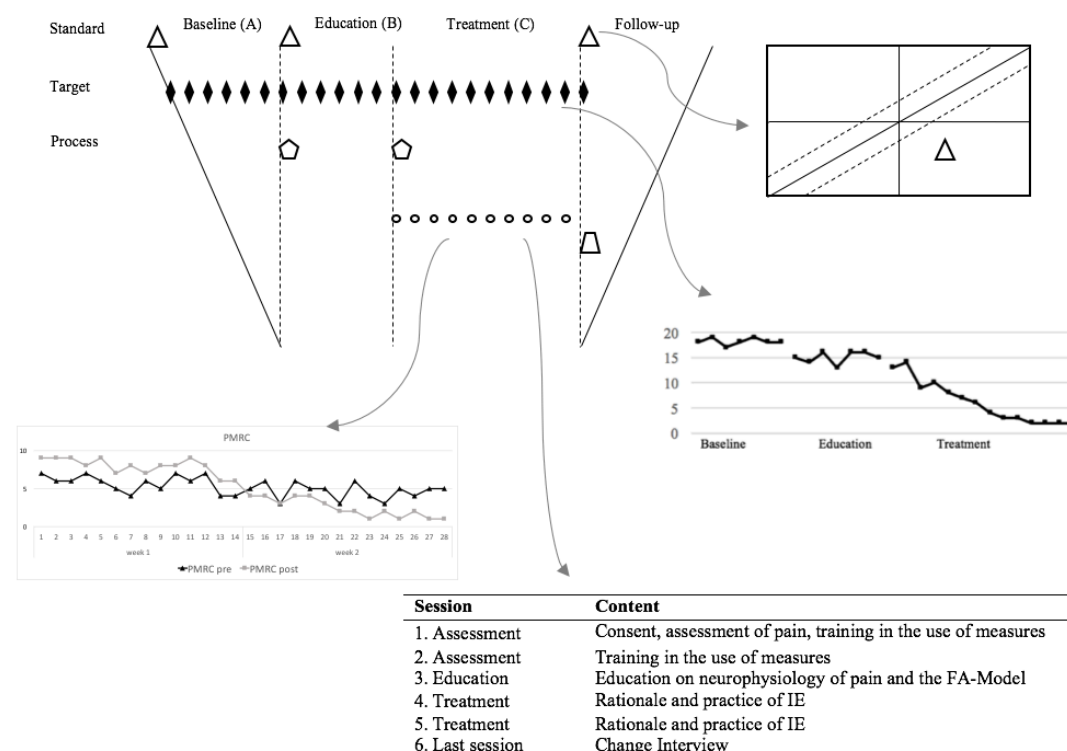 Standard
Baseline (A)
Education (B)
Treatment (C)
Follow-up
Target
Process
20
15
10
5
0
Baseline
Education
Treatment
PMRC
10
5
0
1 2 3 4 5 6 7 8 9 10 11 12 13 14 15 16 17 18 19 20 21 22 23 24 25 26 27 28
week 1
week 2
PMRC pre
PMRC post
Session Content
1. Assessment Consent, assessment of pain, training in the use of measures
2. Assessment Training in the use of measures
3. Education Education on neurophysiology of pain and the FA-Model
4. Treatment Rationale and practice of IE
5. Treatment Rationale and practice of IE
6. Last session Change Interview